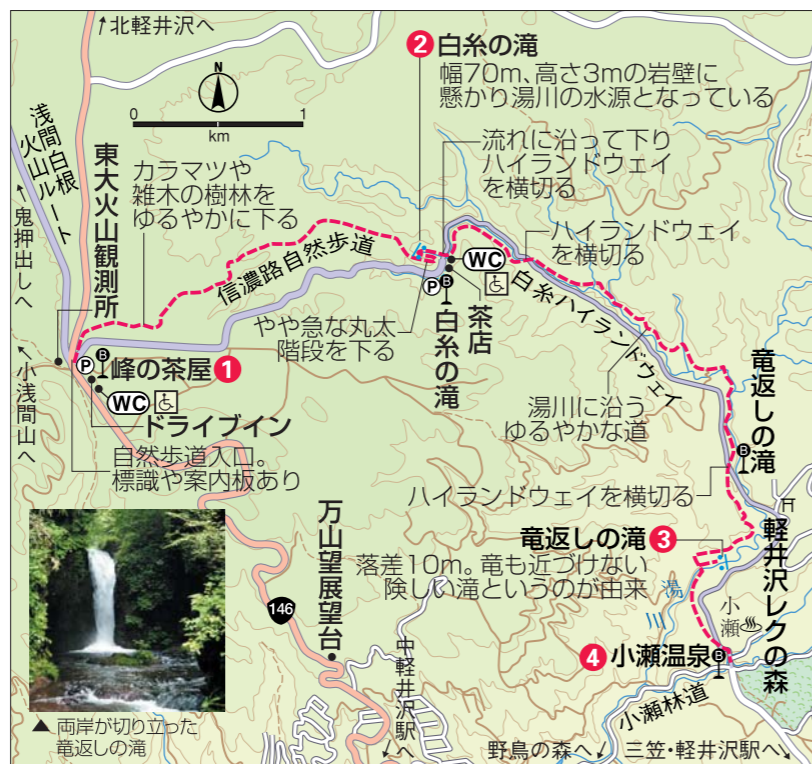 ↗北軽井沢へ
N
0 1
km
浅間白根
火山ルート
←鬼押出しへ
↖小浅間山へ
東大火山観測所
カラマツや
雑木の樹林を
ゆるやかに下る
❷ 白糸の滝
幅70m、高さ3mの岩壁に
懸かり湯川の水源となっている
流れに沿って下り
ハイランドウェイ
を横切る
ハイランドウェイ
を横切る
信濃路自然歩道
WC
P
B
白糸の滝
茶店
白糸ハイランドウェイ
やや急な丸太
階段を下る
P
B
峰の茶屋 ❶
WC
ドライブイン
自然歩道入口。
標識や案内板あり
湯川に沿う
ゆるやかな道
竜返しの滝
B
ハイランドウェイを横切る
竜返しの滝 ❸
落差10m。竜も近づけない
険しい滝というのが由来
湯川
小瀬
軽井沢レクの森
❹ 小瀬温泉
B
小瀬林道
146
万山望展望台
中軽井沢駅へ
野鳥の森へ
三笠・軽井沢駅へ
▲ 両岸が切り立った
竜返しの滝